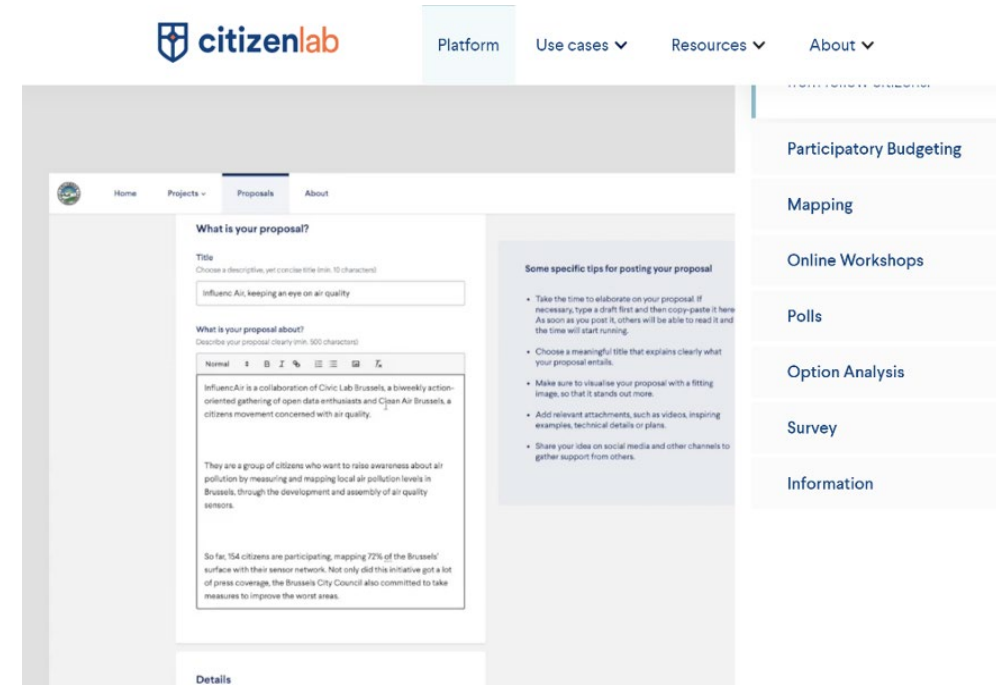 citizenlab
Platform
Use cases
Resources
About
from fellow citizens.
Participatory Budgeting
Mapping
Online Workshops
Polls
Option Analysis
Survey
Information
Home
Projects
Proposals
About
What is your proposal?
Title
Choose a descriptive, yet concise title (min. 10 characters)
Influenc Air, keeping an eye on air quality
What is your proposal about?
Describe your proposal clearly (min. 500 characters)
Normal
B I
InfluencAir is a collaboration of Civic Lab Brussels, a biweekly action-
oriented gathering of open data enthusiasts and Clean Air Brussels, a
citizens movement concerned with air quality.
They are a group of citizens who want to raise awareness about air
pollution by measuring and mapping local air pollution levels in
Brussels, through the development and assembly of air quality
sensors.
So far, 154 citizens are participating, mapping 72% of the Brussels'
surface with their sensor network. Not only did this initiative got a lot
of press coverage, the Brussels City Council also committed to take
measures to improve the worst areas.
Details
Some specific tips for posting your proposal
• Take the time to elaborate on your proposal. If
necessary, type a draft first and then copy-paste it here
As soon as you post it, others will be able to read it and
the time will start running.
• Choose a meaningful title that explains clearly what
your proposal entails.
• Make sure to visualise your proposal with a fitting
image, so that it stands out more.
• Add relevant attachments, such as videos, inspiring
examples, technical details or plans.
• Share your idea on social media and other channels to
gather support from others.